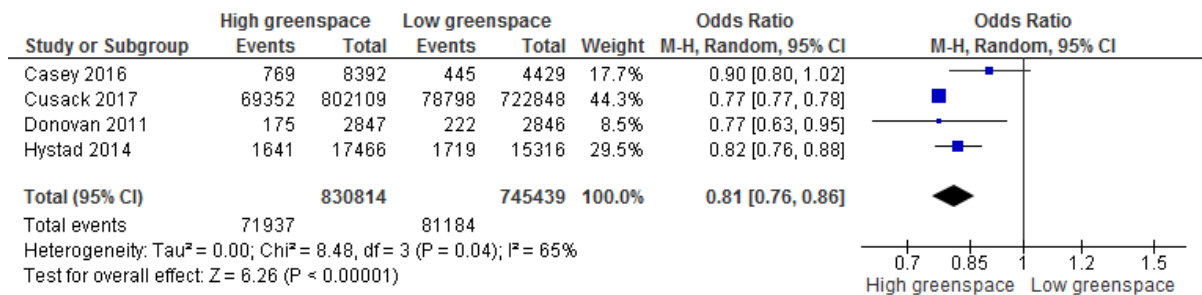 High greenspace Low greenspace Odds Ratio Odds Ratio
Study or Subgroup Events Total Events Total Weight M-H, Random, 95% CI M-H, Random, 95% CI
Casey 2016 769 8392 445 4429 17.7% 0.90 [0.80, 1.02]
Cusack 2017 69352 802109 78798 722848 44.3% 0.77 [0.77, 0.78]
Donovan 2011 175 2847 222 2846 8.5% 0.77 [0.63, 0.95]
Hystad 2014 1641 17466 1719 15316 29.5% 0.82 [0.76, 0.88]
Total (95% CI) 830814 745439 100.0% 0.81 [0.76, 0.86]
Total events 71937 81184
Heterogeneity: Tau² = 0.00; Chi² = 8.48, df = 3 (P = 0.04); I² = 65%
Test for overall effect: Z = 6.26 (P < 0.00001)
0.7 0.85 1 1.2 1.5
High greenspace Low greenspace